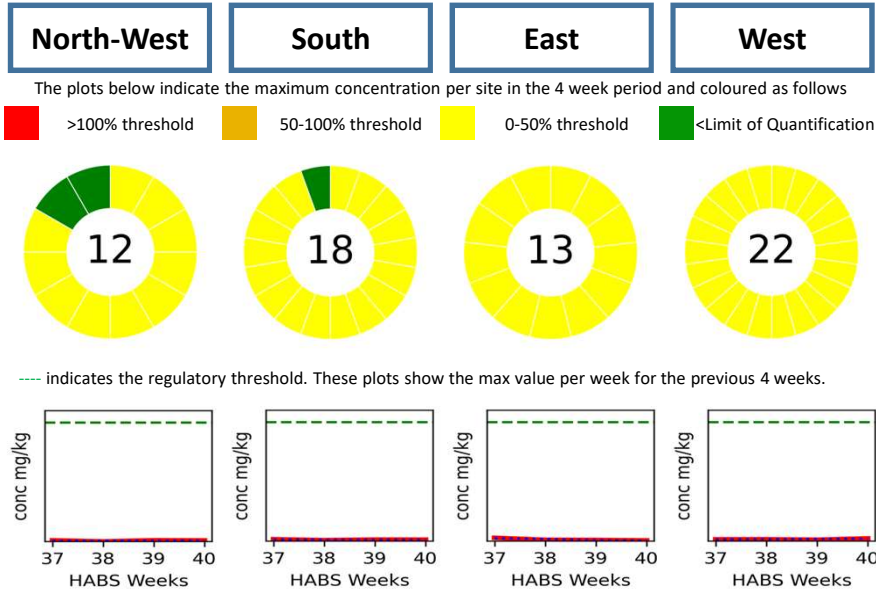 North-West South East West
The plots below indicate the maximum concentration per site in the 4 week period and coloured as follows
>100% threshold 50-100% threshold 0-50% threshold <Limit of Quantification
12 18 13 22
---- indicates the regulatory threshold. These plots show the max value per week for the previous 4 weeks.
conc mg/kg conc mg/kg conc mg/kg conc mg/kg
37 38 39 40 37 38 39 40 37 38 39 40 37 38 39 40
HABS Weeks HABS Weeks HABS Weeks HABS Weeks